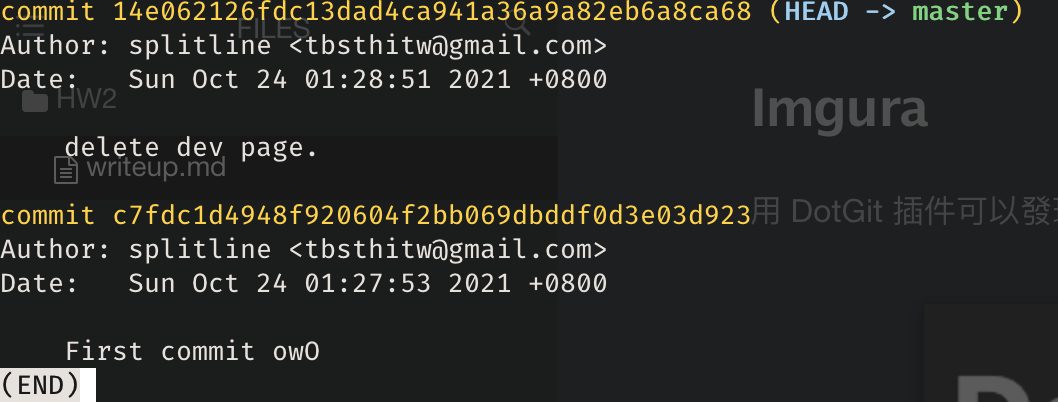 commit 14e062126fdc13dad4ca941a36a9a82eb6a8ca68 (HEAD -> master)
Author: splitline <tbsthitw@gmail.com>
FILES
Date:   Sun Oct 24 01:28:51 2021 +0800
HW2
Imgura
    delete dev page.
writeup.md
commit c7fdc1d4948f920604f2bb069dbddf0d3e03d923
用 DotGit 插件可以發現
Author: splitline <tbsthitw@gmail.com>
Date:   Sun Oct 24 01:27:53 2021 +0800
    First commit owO
(END)